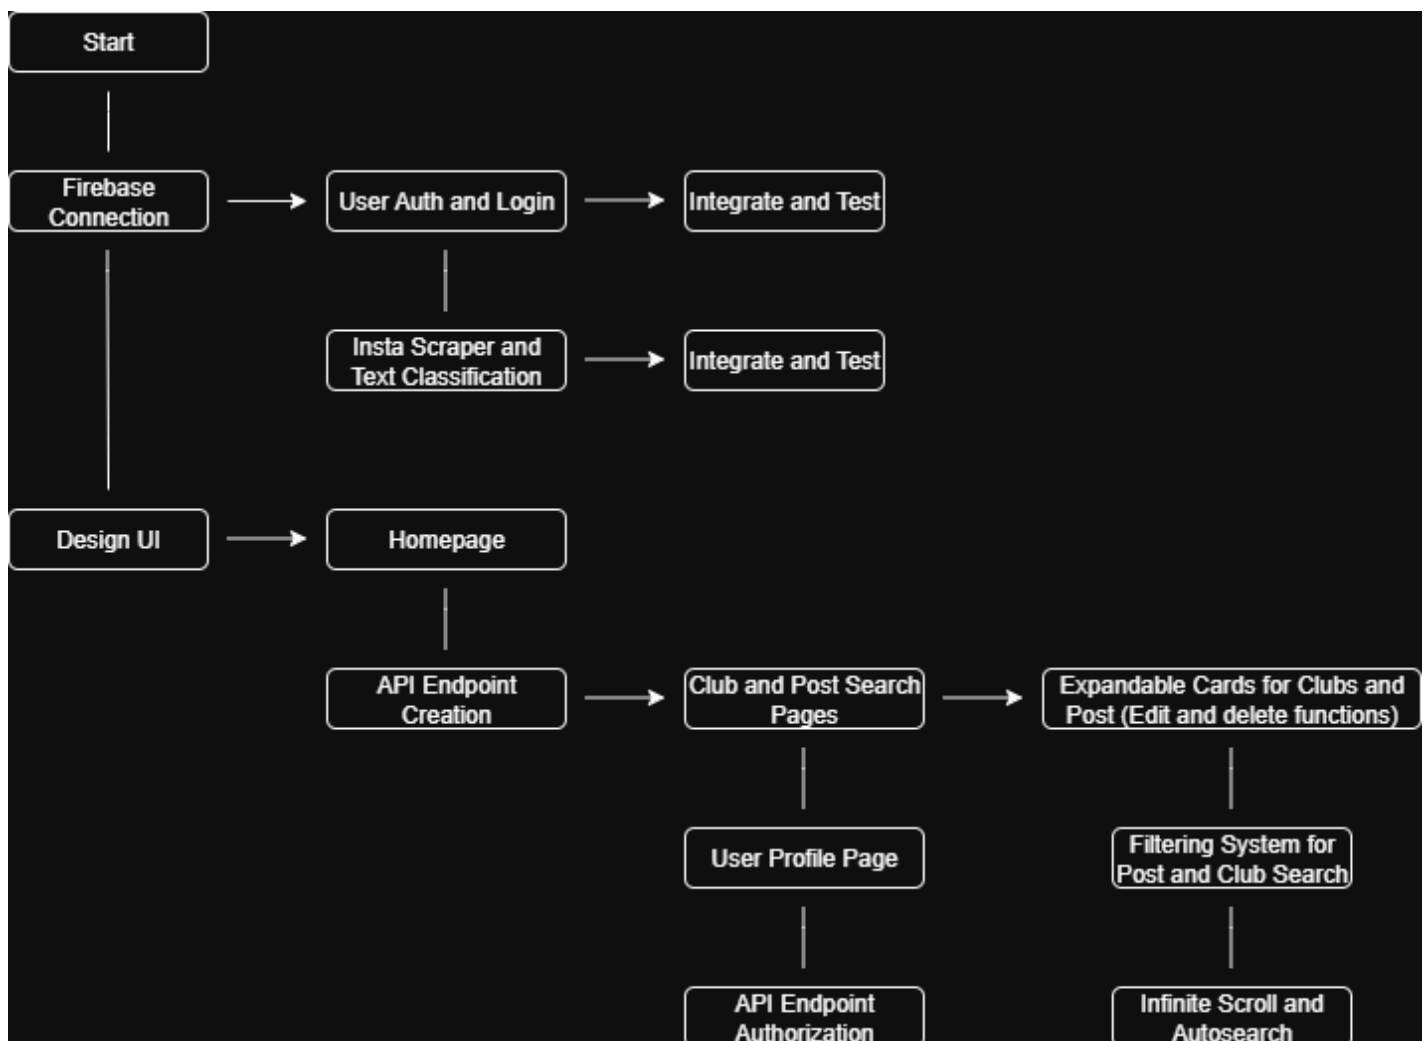 Start
Firebase
Connection
User Auth and Login
Integrate and Test
Insta Scraper and
Text Classification
Integrate and Test
Design UI
Homepage
API Endpoint
Creation
Club and Post Search
Pages
Expandable Cards for Clubs and
Post (Edit and delete functions)
User Profile Page
Filtering System for
Post and Club Search
API Endpoint
Authorization
Infinite Scroll and
Autosearch